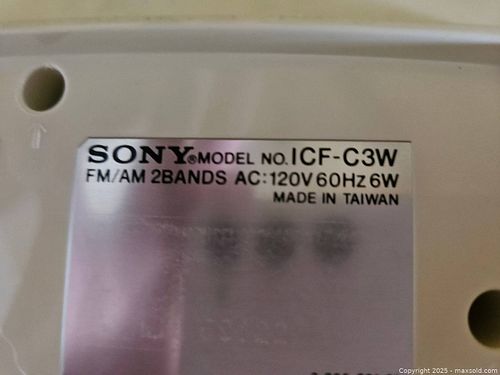 SONY® MODEL NO. ICF-C3W
FM/AM 2BANDS AC:120V 60Hz 6W
MADE IN TAIWAN
Copyright 2025 - maxsold.com